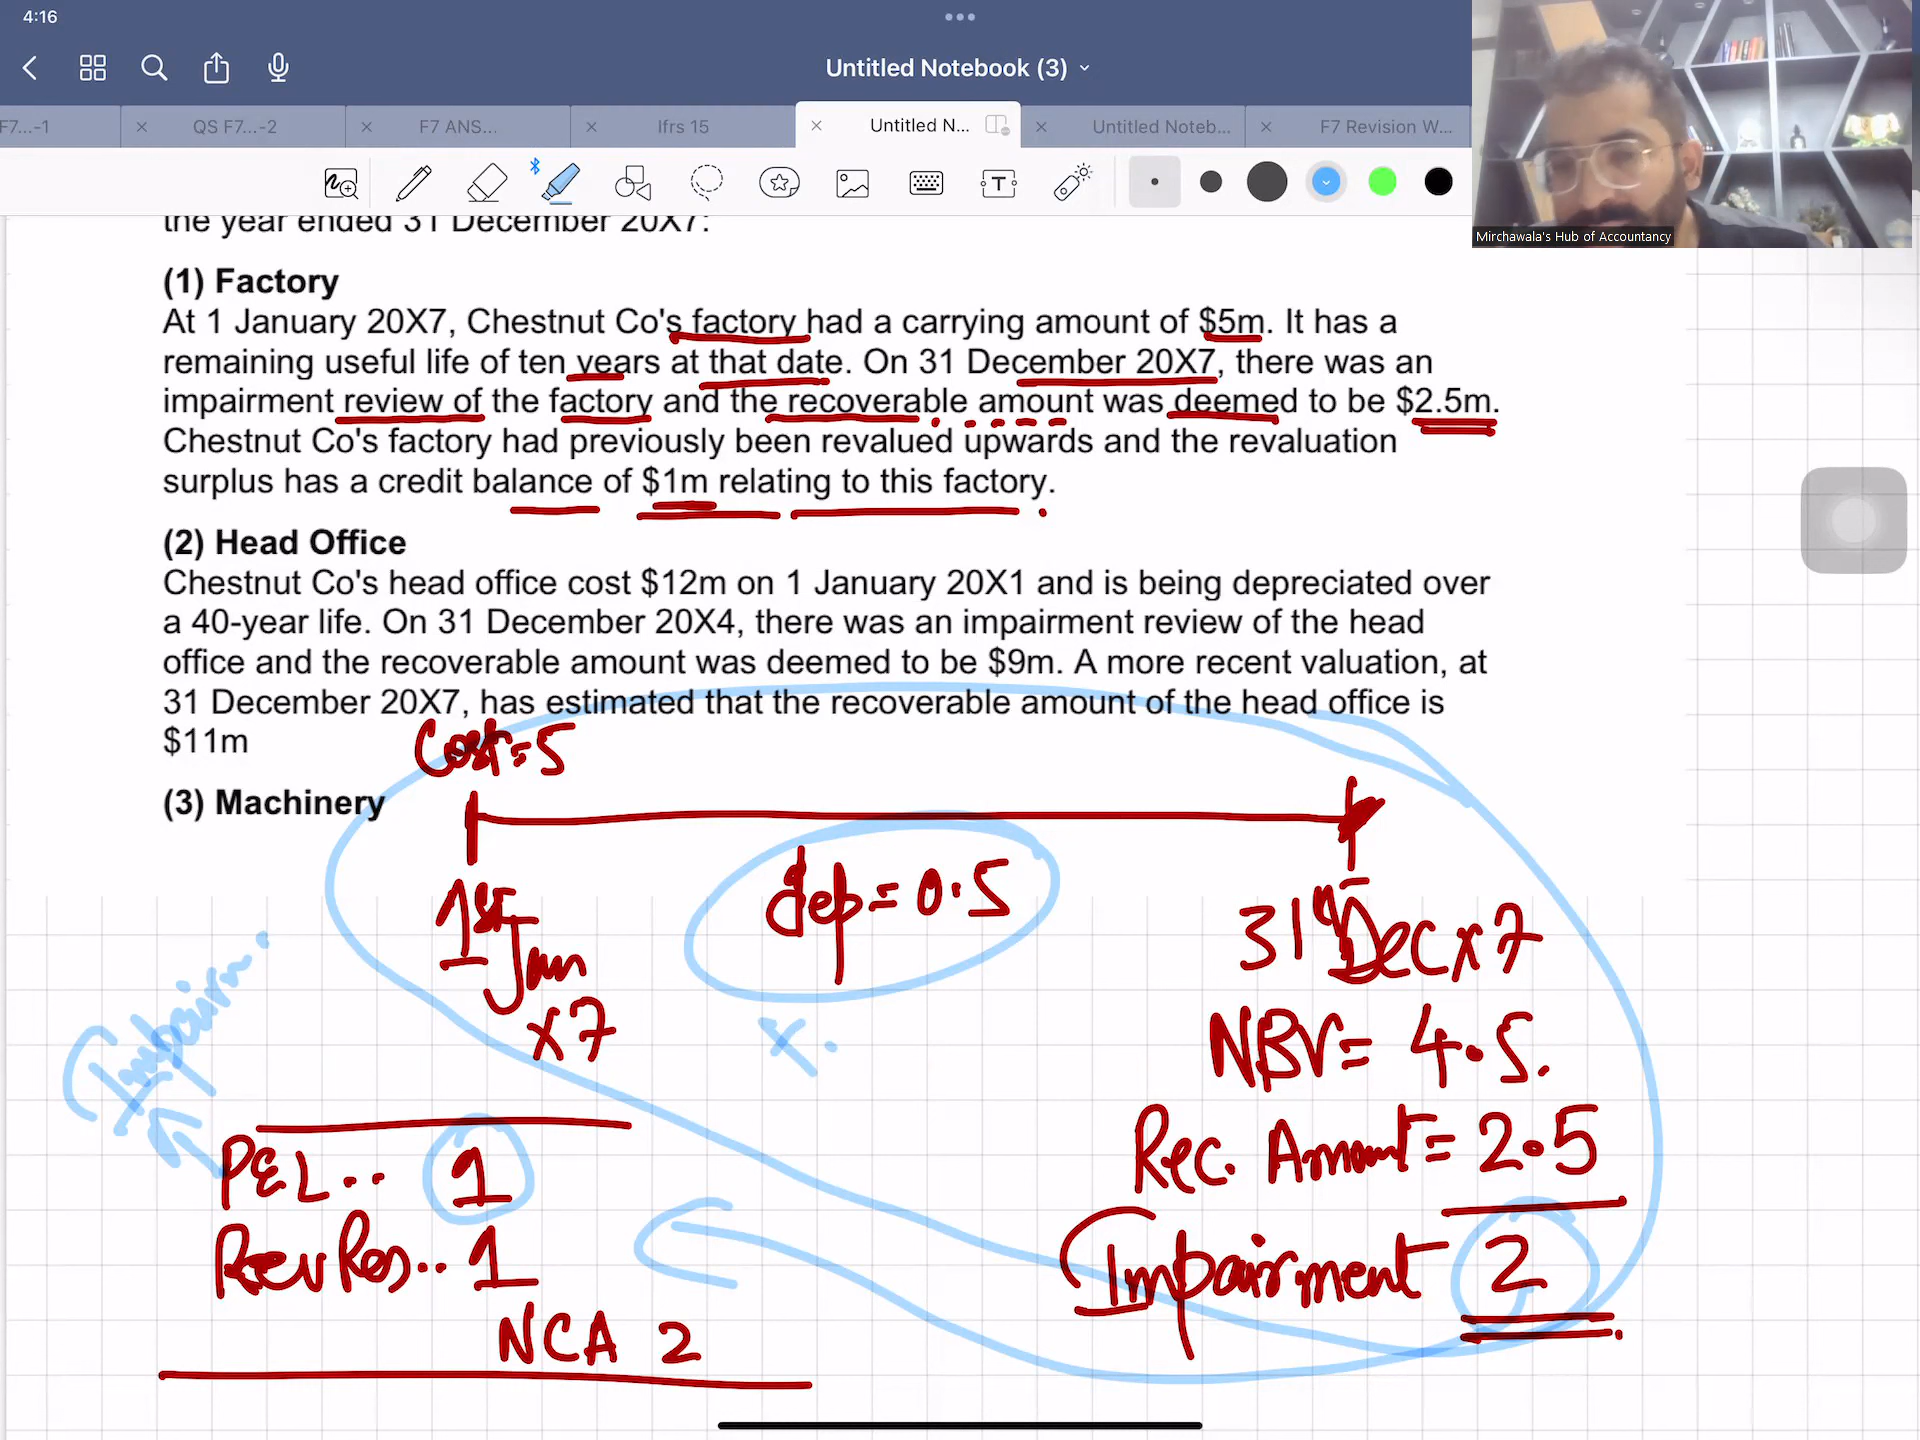 4:16
Untitled Notebook (3)
F7...-1
QS F7...-2
F7 ANS...
Ifrs 15
Untitled N...
Untitled Noteb...
F7 Revision W...
Mirchawala's Hub of Accountancy
the year ended 31 December 20X7:
(1) Factory
At 1 January 20X7, Chestnut Co's factory had a carrying amount of $5m. It has a
remaining useful life of ten years at that date. On 31 December 20X7, there was an
impairment review of the factory and the recoverable amount was deemed to be $2.5m.
Chestnut Co's factory had previously been revalued upwards and the revaluation
surplus has a credit balance of $1m relating to this factory.
(2) Head Office
Chestnut Co's head office cost $12m on 1 January 20X1 and is being depreciated over
a 40-year life. On 31 December 20X4, there was an impairment review of the head
office and the recoverable amount was deemed to be $9m. A more recent valuation, at
31 December 20X7, has estimated that the recoverable amount of the head office is
$11m
Cost=5
(3) Machinery
dep=0.5
1st Jan x7
31st Dec x7
NBV= 4.5.
Impairm.
Rec. Amount= 2.5
P&L.. 1
Rev Res.. 1
Impairment 2
NCA 2